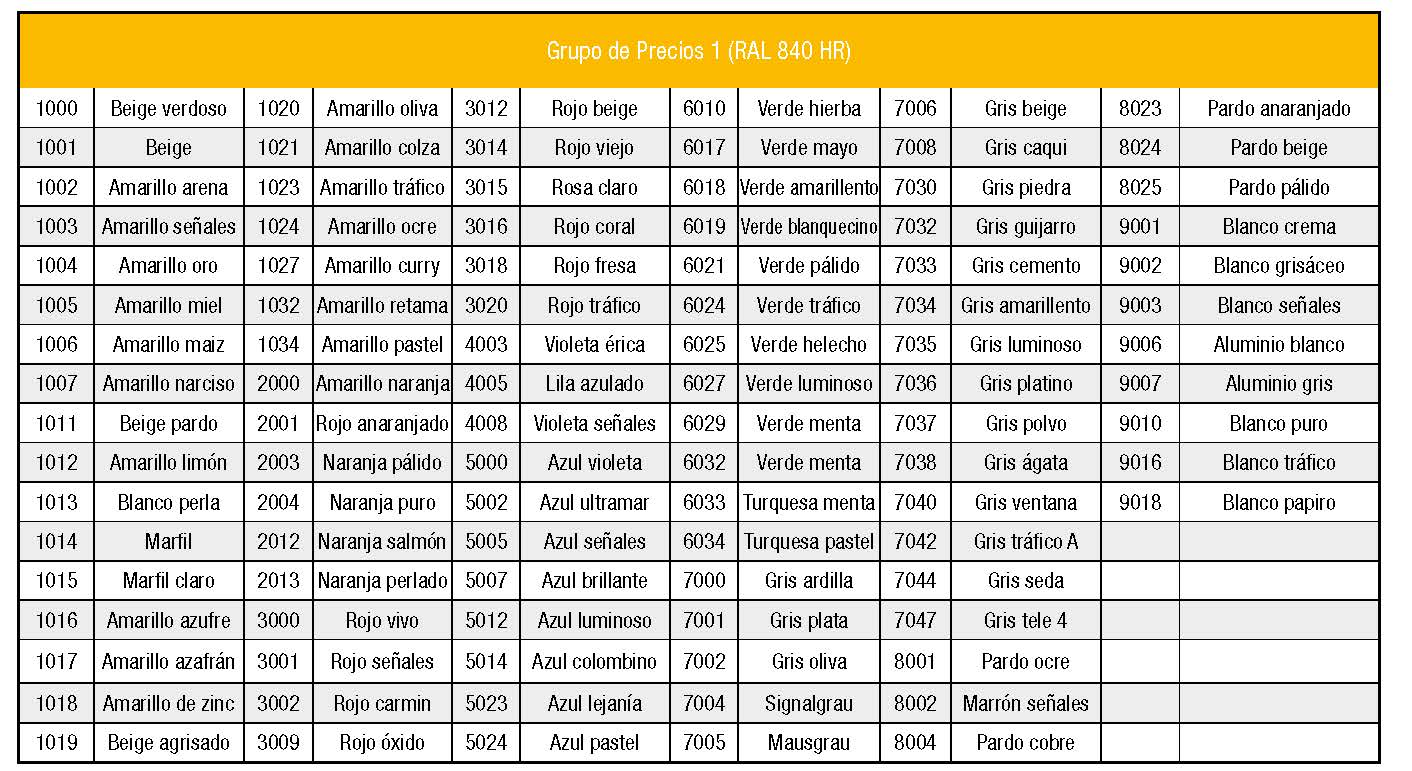 Grupo de Precios 1 (RAL 840 HR)
1000 Beige verdoso 1020 Amarillo oliva 3012 Rojo beige 6010 Verde hierba 7006 Gris beige 8023 Pardo anaranjado
1001 Beige 1021 Amarillo colza 3014 Rojo viejo 6017 Verde mayo 7008 Gris caqui 8024 Pardo beige
1002 Amarillo arena 1023 Amarillo tráfico 3015 Rosa claro 6018 Verde amarillento 7030 Gris piedra 8025 Pardo pálido
1003 Amarillo señales 1024 Amarillo ocre 3016 Rojo coral 6019 Verde blanquecino 7032 Gris guijarro 9001 Blanco crema
1004 Amarillo oro 1027 Amarillo curry 3018 Rojo fresa 6021 Verde pálido 7033 Gris cemento 9002 Blanco grisáceo
1005 Amarillo miel 1032 Amarillo retama 3020 Rojo tráfico 6024 Verde tráfico 7034 Gris amarillento 9003 Blanco señales
1006 Amarillo maiz 1034 Amarillo pastel 4003 Violeta érica 6025 Verde helecho 7035 Gris luminoso 9006 Aluminio blanco
1007 Amarillo narciso 2000 Amarillo naranja 4005 Lila azulado 6027 Verde luminoso 7036 Gris platino 9007 Aluminio gris
1011 Beige pardo 2001 Rojo anaranjado 4008 Violeta señales 6029 Verde menta 7037 Gris polvo 9010 Blanco puro
1012 Amarillo limón 2003 Naranja pálido 5000 Azul violeta 6032 Verde menta 7038 Gris ágata 9016 Blanco tráfico
1013 Blanco perla 2004 Naranja puro 5002 Azul ultramar 6033 Turquesa menta 7040 Gris ventana 9018 Blanco papiro
1014 Marfil 2012 Naranja salmón 5005 Azul señales 6034 Turquesa pastel 7042 Gris tráfico A
1015 Marfil claro 2013 Naranja perlado 5007 Azul brillante 7000 Gris ardilla 7044 Gris seda
1016 Amarillo azufre 3000 Rojo vivo 5012 Azul luminoso 7001 Gris plata 7047 Gris tele 4
1017 Amarillo azafrán 3001 Rojo señales 5014 Azul colombino 7002 Gris oliva 8001 Pardo ocre
1018 Amarillo de zinc 3002 Rojo carmin 5023 Azul lejanía 7004 Signalgrau 8002 Marrón señales
1019 Beige agrisado 3009 Rojo óxido 5024 Azul pastel 7005 Mausgrau 8004 Pardo cobre